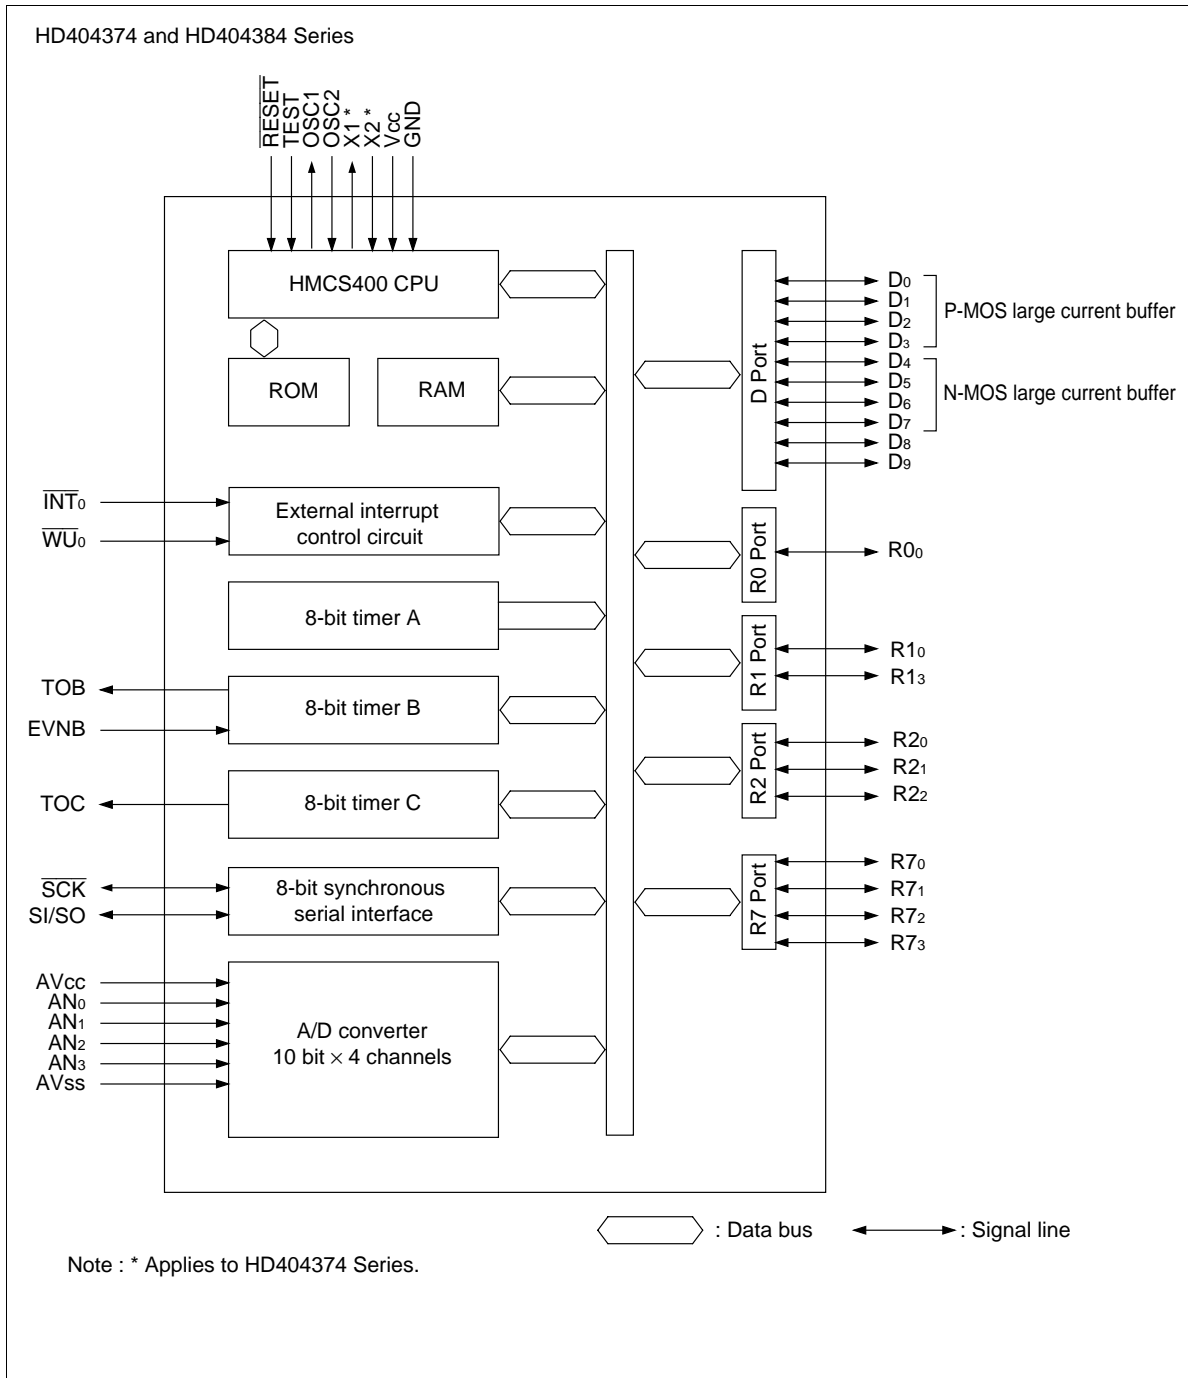 HD404374 and HD404384 Series
RESET
TEST
OSC1
OSC2
X1 *
X2 *
Vcc
GND
HMCS400 CPU
ROM
RAM
D Port
D0
D1
D2
D3
D4
D5
D6
D7
D8
D9
P-MOS large current buffer
N-MOS large current buffer
INT0
WU0
External interrupt
control circuit
R0 Port
R00
8-bit timer A
R1 Port
R10
R13
TOB
EVNB
8-bit timer B
R2 Port
R20
R21
R22
TOC
8-bit timer C
SCK
SI/SO
8-bit synchronous
serial interface
R7 Port
R70
R71
R72
R73
AVcc
AN0
AN1
AN2
AN3
AVss
A/D converter
10 bit × 4 channels
: Data bus
: Signal line
Note : * Applies to HD404374 Series.